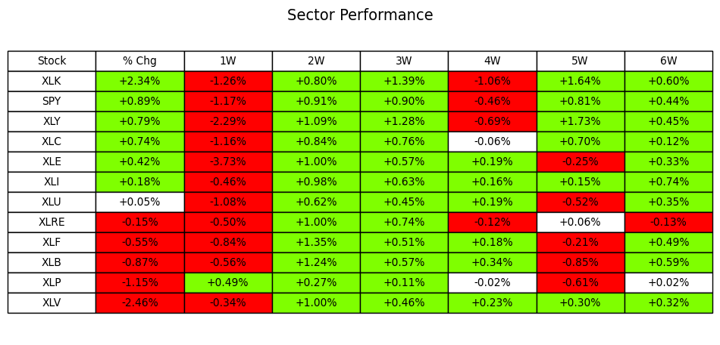 Sector Performance
Stock % Chg 1W 2W 3W 4W 5W 6W
XLK +2.34% -1.26% +0.80% +1.39% -1.06% +1.64% +0.60%
SPY +0.89% -1.17% +0.91% +0.90% -0.46% +0.81% +0.44%
XLY +0.79% -2.29% +1.09% +1.28% -0.69% +1.73% +0.45%
XLC +0.74% -1.16% +0.84% +0.76% -0.06% +0.70% +0.12%
XLE +0.42% -3.73% +1.00% +0.57% +0.19% -0.25% +0.33%
XLI +0.18% -0.46% +0.98% +0.63% +0.16% +0.15% +0.74%
XLU +0.05% -1.08% +0.62% +0.45% +0.19% -0.52% +0.35%
XLRE -0.15% -0.50% +1.00% +0.74% -0.12% +0.06% -0.13%
XLF -0.55% -0.84% +1.35% +0.51% +0.18% -0.21% +0.49%
XLB -0.87% -0.56% +1.24% +0.57% +0.34% -0.85% +0.59%
XLP -1.15% +0.49% +0.27% +0.11% -0.02% -0.61% +0.02%
XLV -2.46% -0.34% +1.00% +0.46% +0.23% +0.30% +0.32%